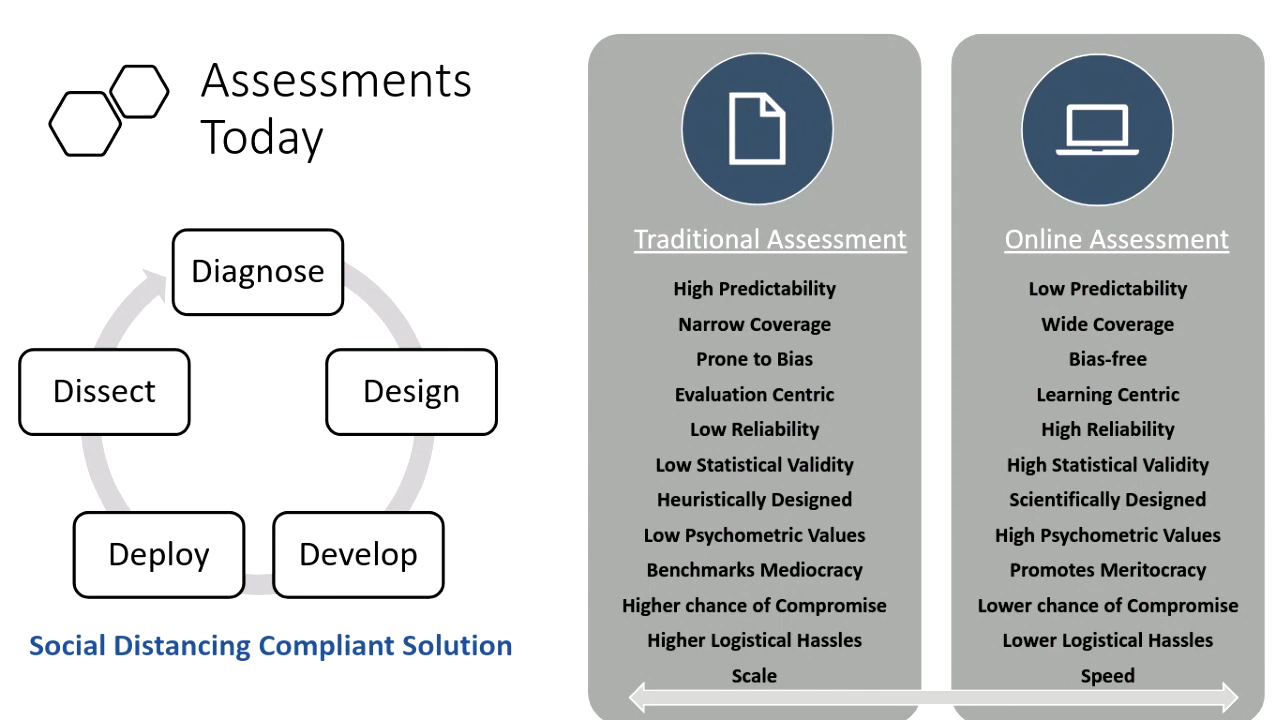 Assessments
Today
Diagnose
Design
Develop
Deploy
Dissect
Social Distancing Compliant Solution
Traditional Assessment
High Predictability
Narrow Coverage
Prone to Bias
Evaluation Centric
Low Reliability
Low Statistical Validity
Heuristically Designed
Low Psychometric Values
Benchmarks Mediocracy
Higher chance of Compromise
Higher Logistical Hassles
Scale
Online Assessment
Low Predictability
Wide Coverage
Bias-free
Learning Centric
High Reliability
High Statistical Validity
Scientifically Designed
High Psychometric Values
Promotes Meritocracy
Lower chance of Compromise
Lower Logistical Hassles
Speed